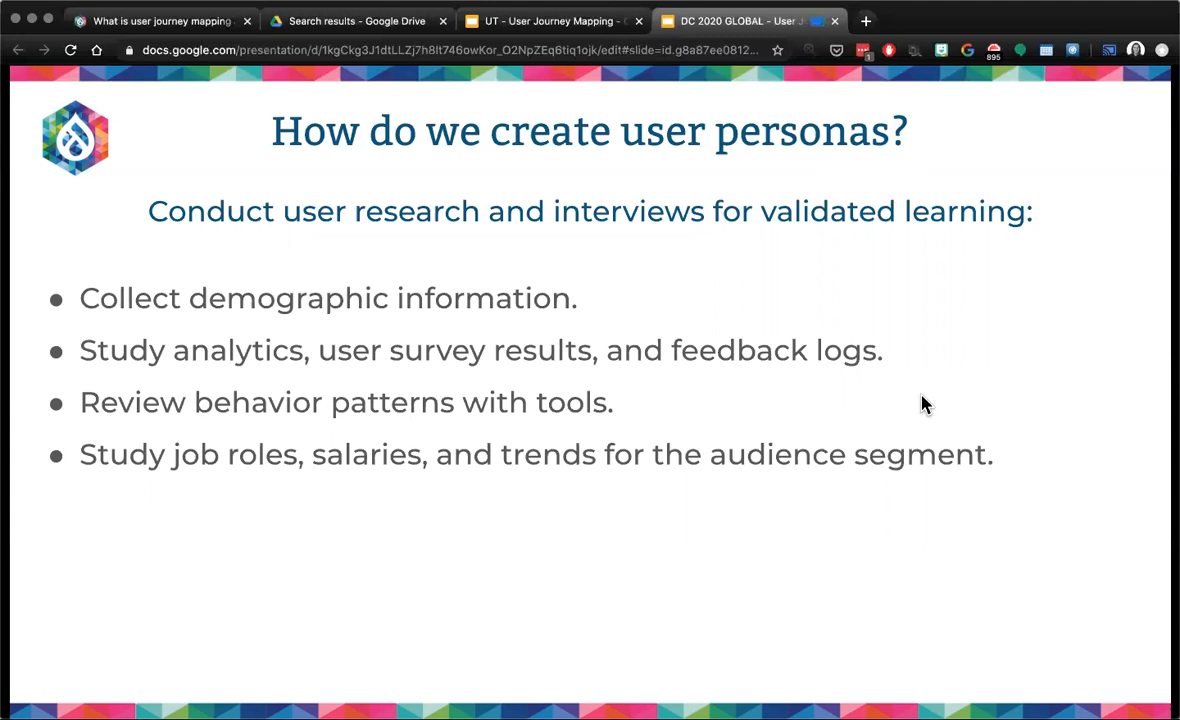 What is user journey mapping
Search results - Google Drive
UT - User Journey Mapping -
DC 2020 GLOBAL - User
docs.google.com/presentation/d/1kgCkg3J1dtLLZj7h8lt746owKor_O2NpZEq6tiq1ojk/edit#slide=id.g8a87ee0812...
1
895
How do we create user personas?
Conduct user research and interviews for validated learning:
● Collect demographic information.
● Study analytics, user survey results, and feedback logs.
● Review behavior patterns with tools.
● Study job roles, salaries, and trends for the audience segment.